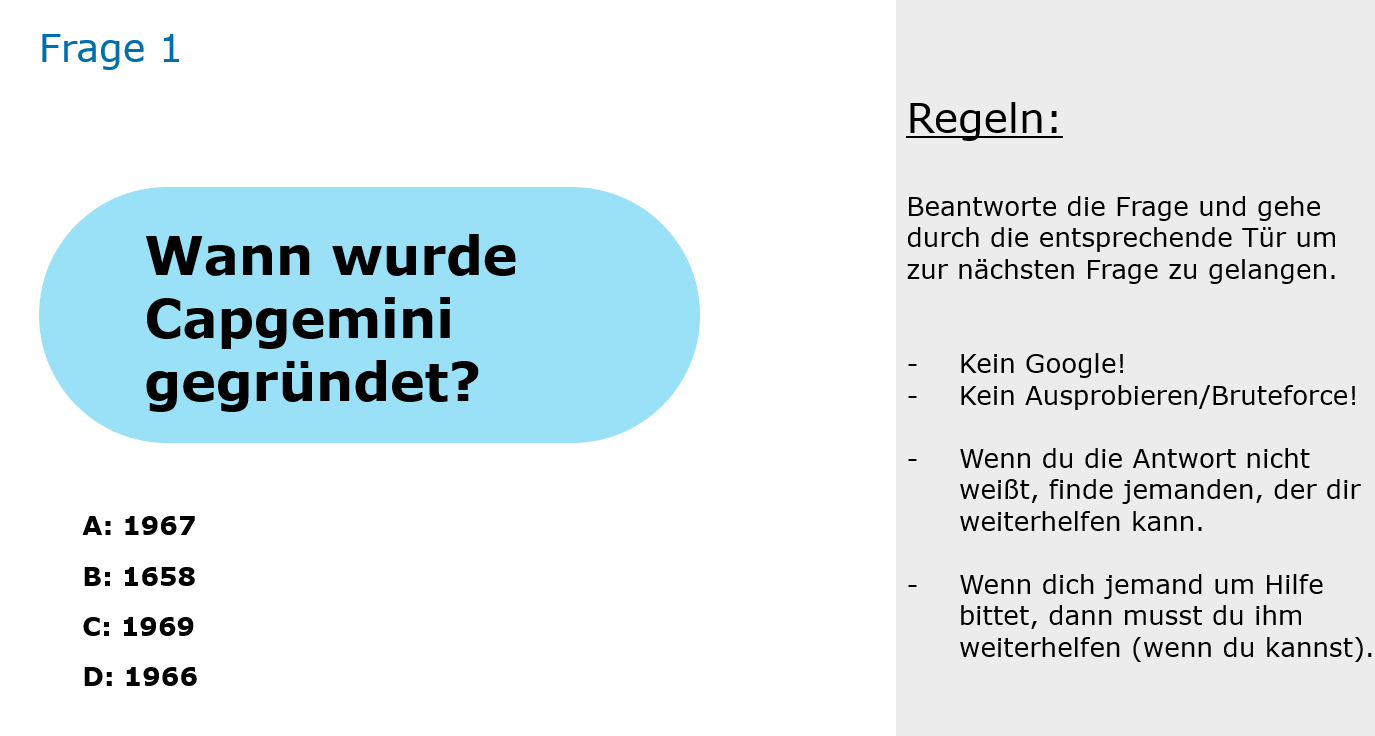 Frage 1
Wann wurde
Capgemini
gegründet?
A: 1967
B: 1658
C: 1969
D: 1966
Regeln:
Beantworte die Frage und gehe
durch die entsprechende Tür um
zur nächsten Frage zu gelangen.
- Kein Google!
- Kein Ausprobieren/Bruteforce!
- Wenn du die Antwort nicht
weißt, finde jemanden, der dir
weiterhelfen kann.
- Wenn dich jemand um Hilfe
bittet, dann musst du ihm
weiterhelfen (wenn du kannst).